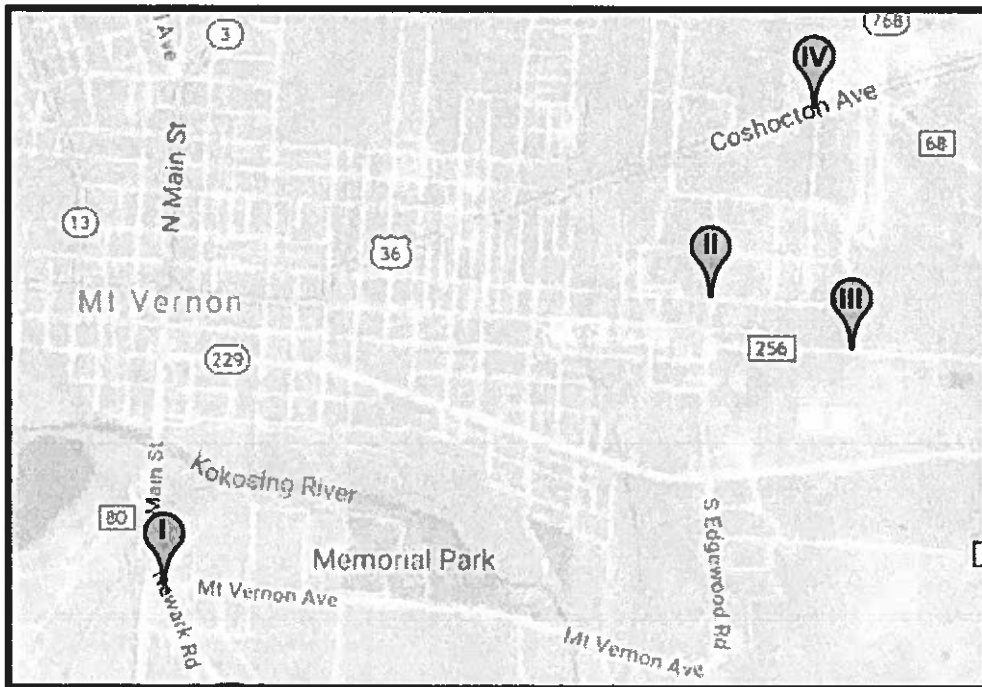 3
768
IV
Coshocton Ave
68
N Main St
13
36
II
III
Mt Vernon
229
256
Main St
Kokosing River
80
I
Memorial Park
S Edgewood Rd
Newark Rd
Mt Vernon Ave
Mt Vernon Ave